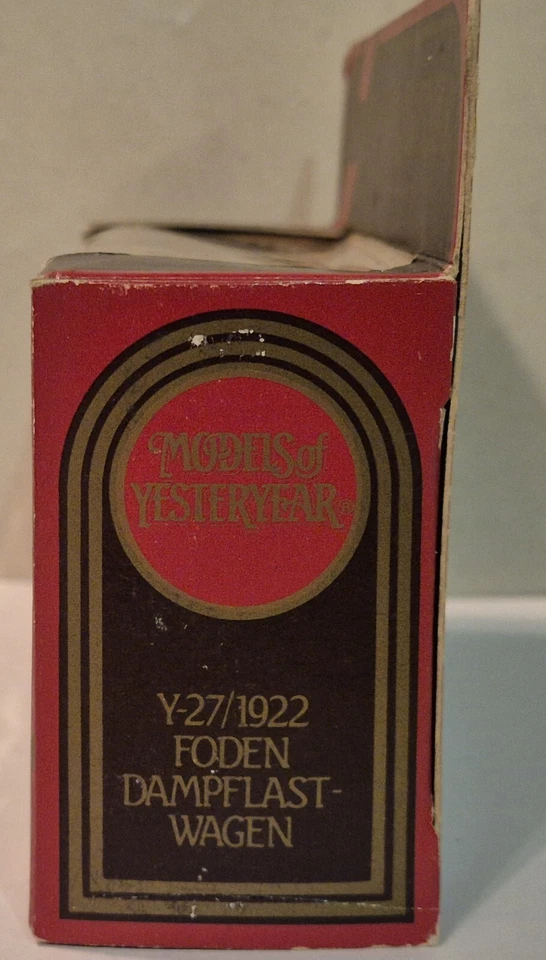 MODELS of
YESTERYEAR®
Y-27/1922
FODEN
DAMPFLAST-
WAGEN